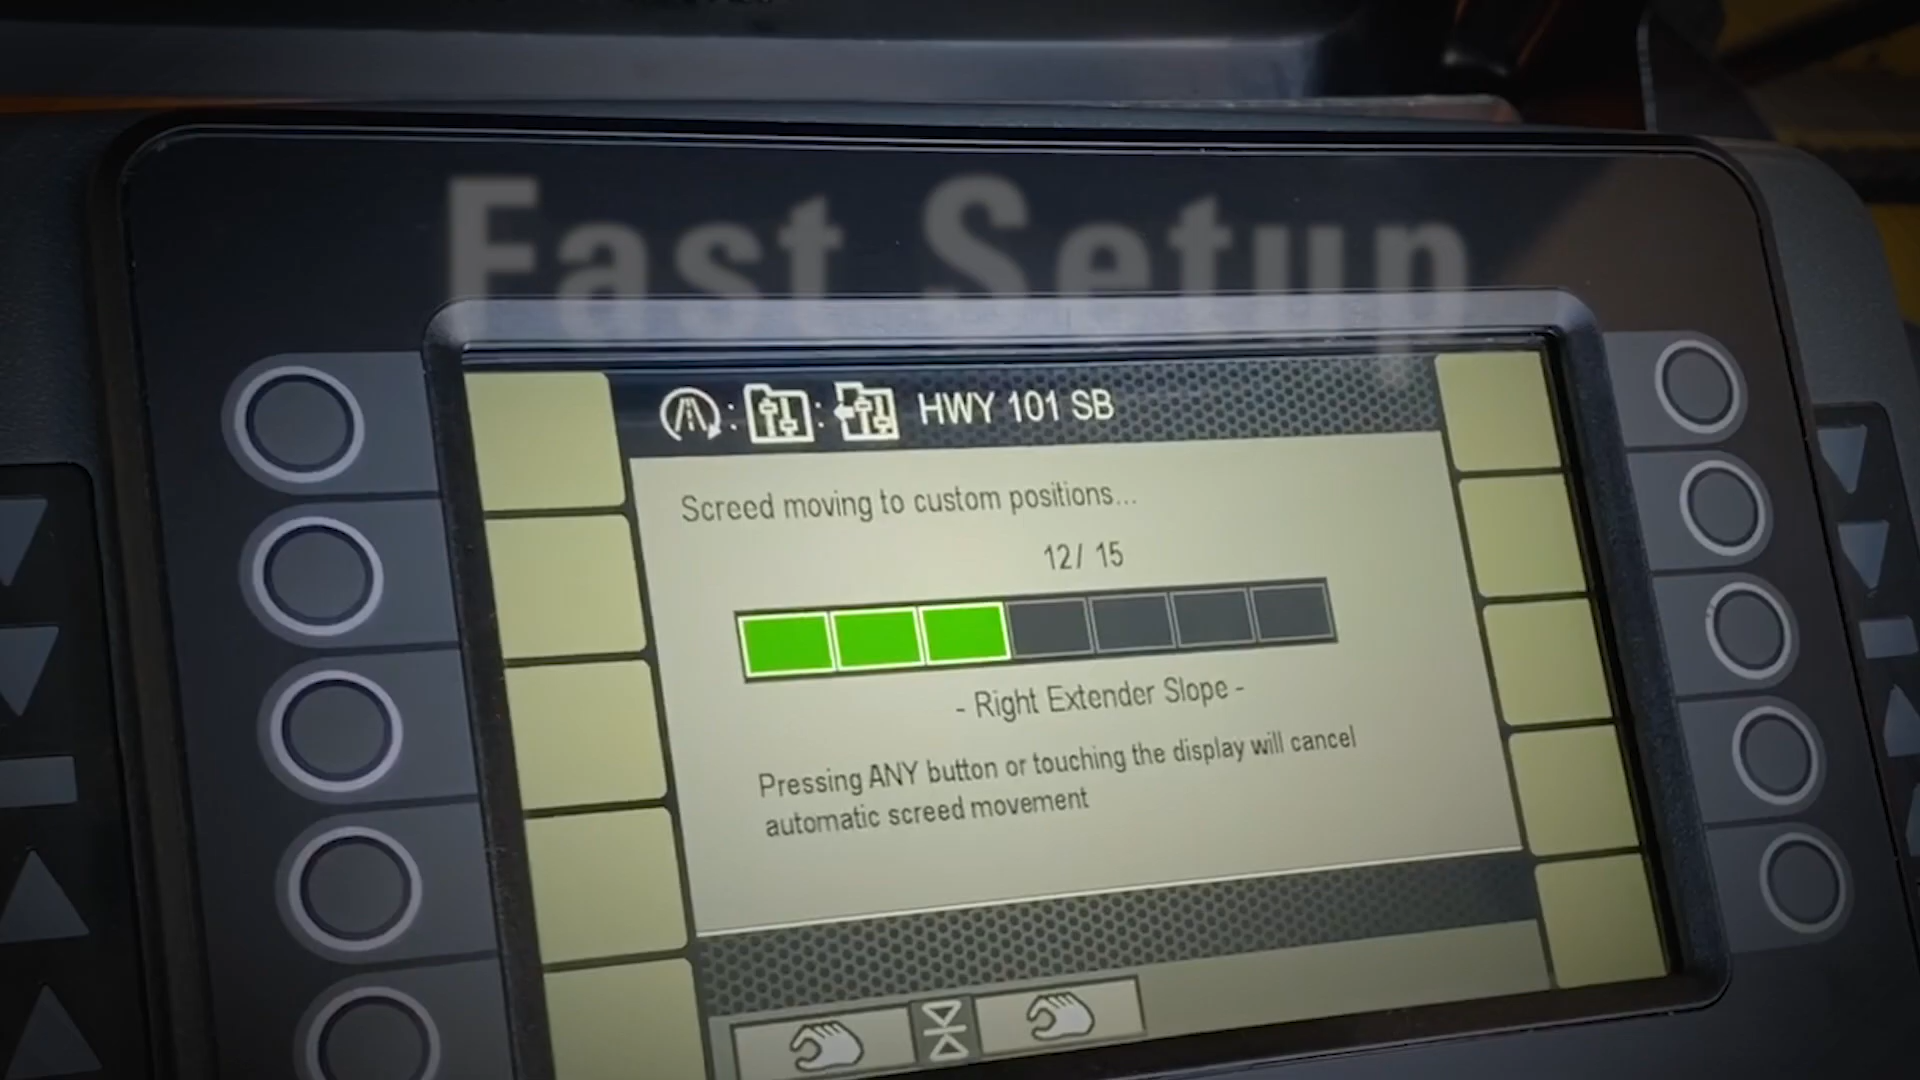 Fast Setup
HWY 101 SB
Screed moving to custom positions...
12/ 15
- Right Extender Slope -
Pressing ANY button or touching the display will cancel
automatic screed movement